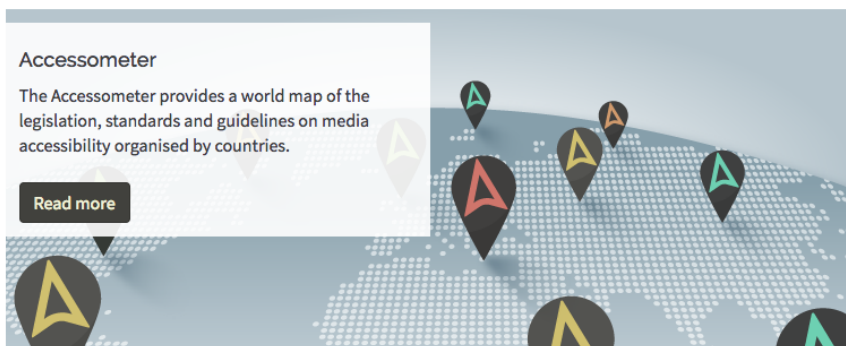 Accessometer
The Accessometer provides a world map of the
legislation, standards and guidelines on media
accessibility organised by countries.
Read more